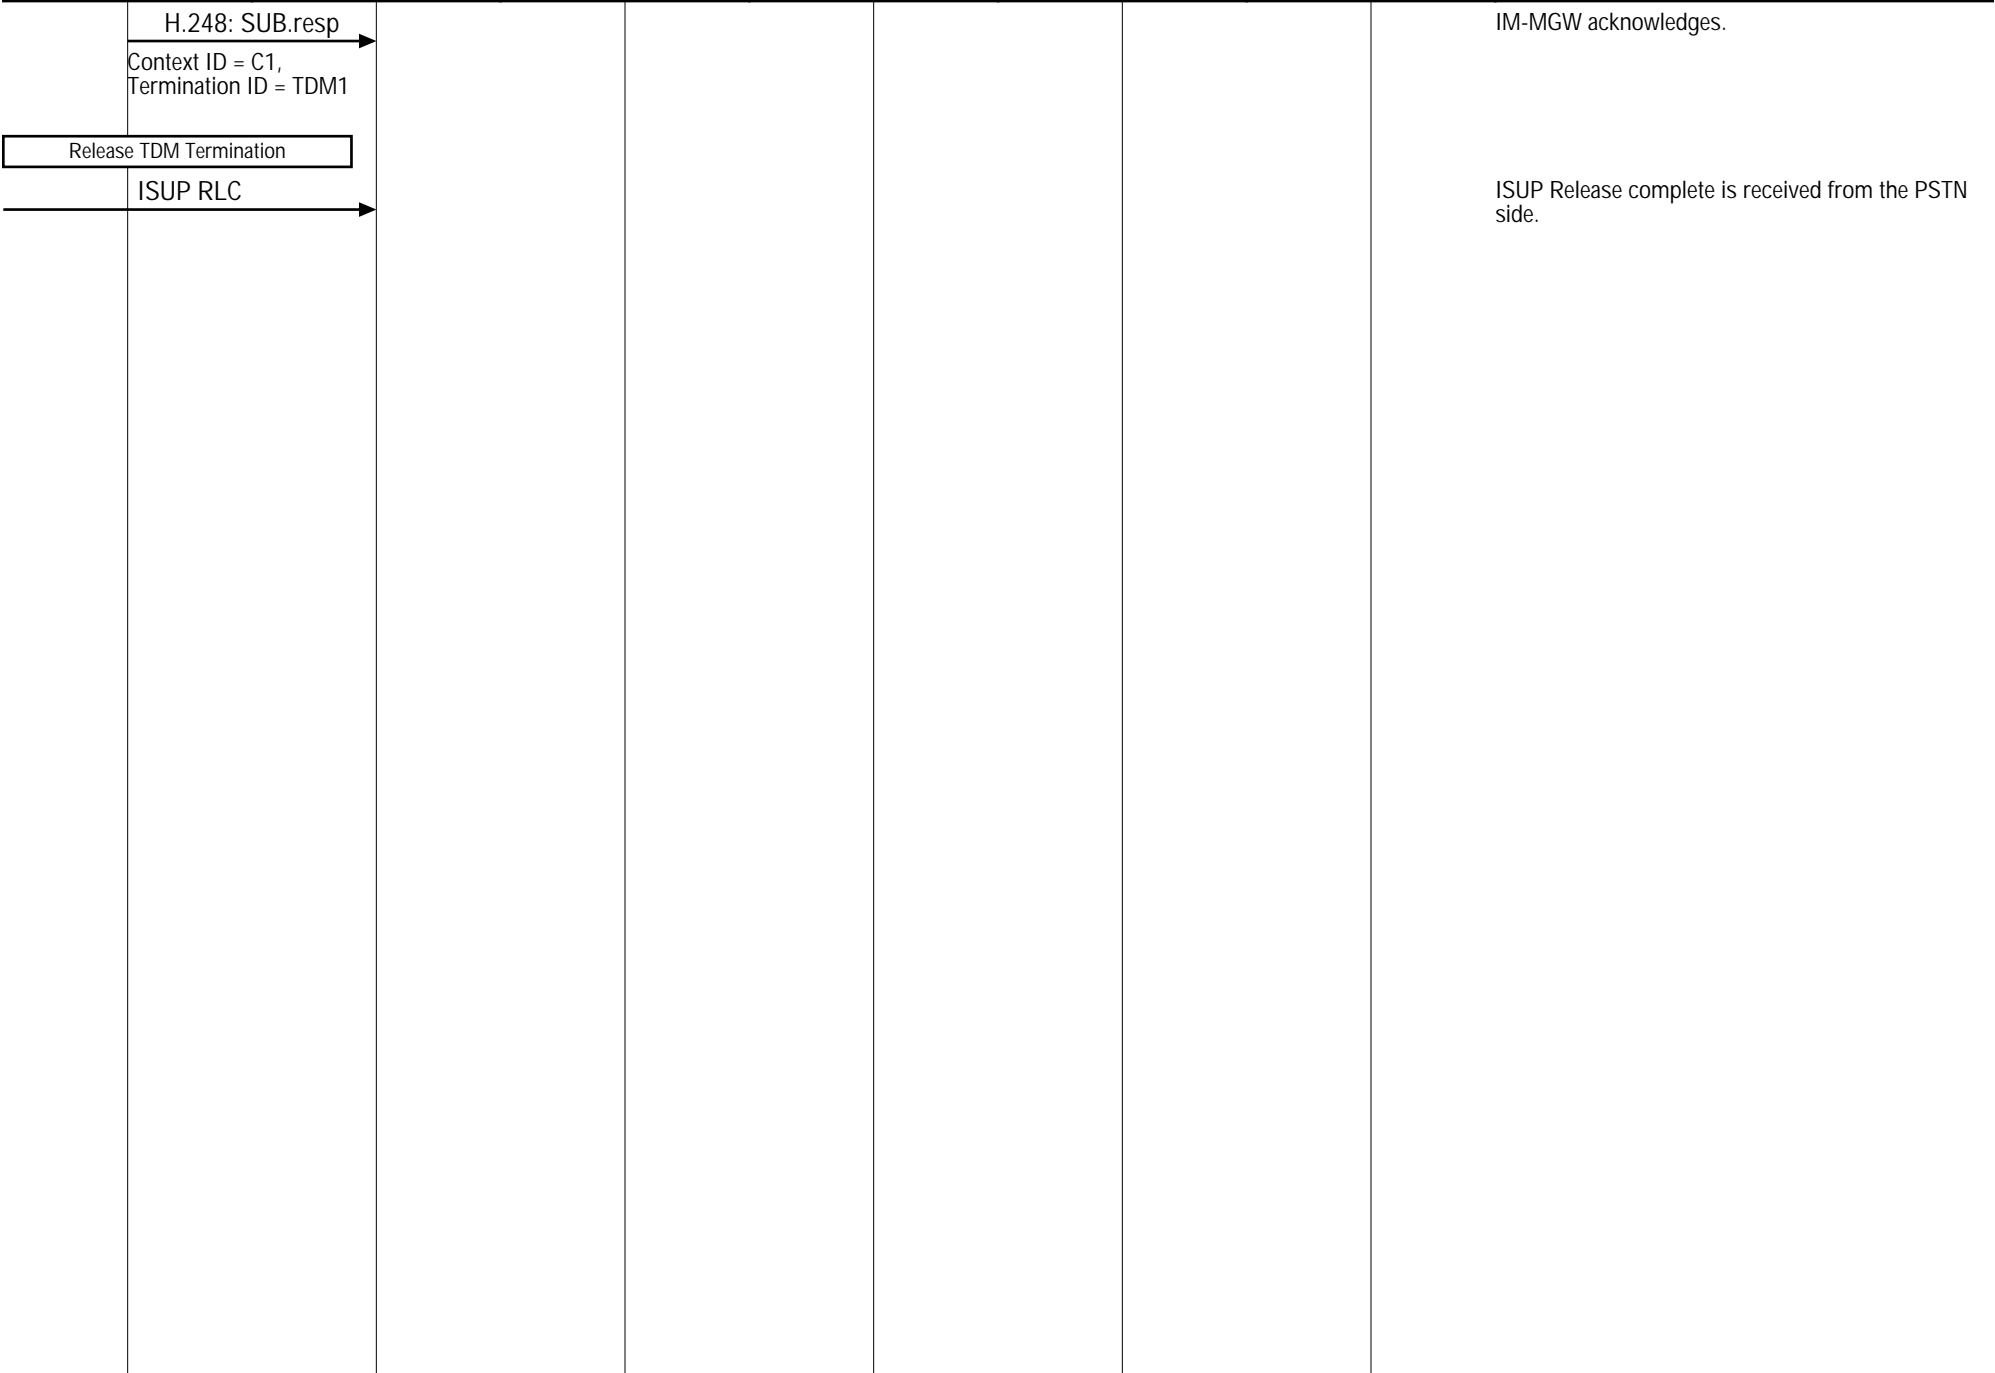 H.248: SUB.resp
IM-MGW acknowledges.
Context ID = C1,
Termination ID = TDM1
Release TDM Termination
ISUP RLC
ISUP Release complete is received from the PSTN
side.